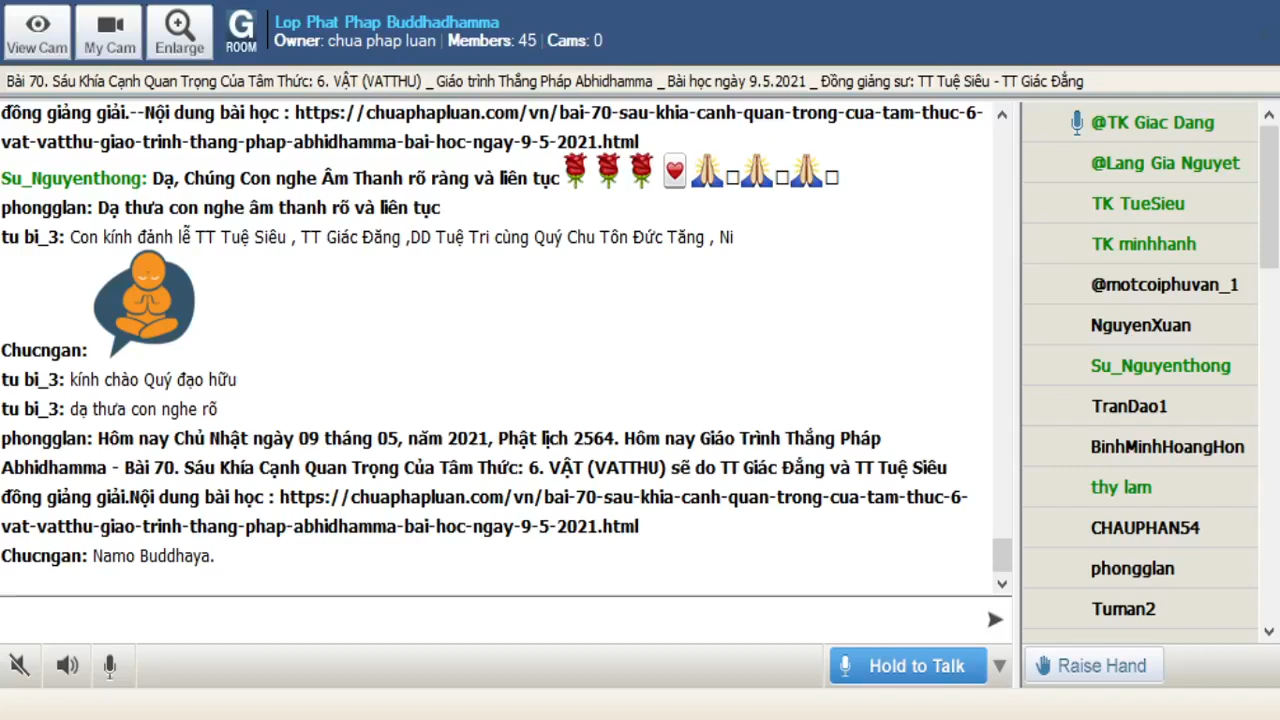 View Cam
My Cam
Enlarge
G
ROOM
Lop Phat Phap Buddhadhamma
Owner: chua phap luan | Members: 45 | Cams: 0
Bài 70. Sáu Khía Cạnh Quan Trọng Của Tâm Thức: 6. VẬT (VATTHU) _ Giáo trình Thắng Pháp Abhidhamma _ Bài học ngày 9.5.2021 _ Đồng giảng sư: TT Tuệ Siêu - TT Giác Đẳng
đồng giảng giải.--Nội dung bài học : https://chuaphapluan.com/vn/bai-70-sau-khia-canh-quan-trong-cua-tam-thuc-6-
vat-vatthu-giao-trinh-thang-phap-abhidhamma-bai-hoc-ngay-9-5-2021.html
Su_Nguyenthong: Dạ, Chúng Con nghe Âm Thanh rõ ràng và liên tục
phongglan: Dạ thưa con nghe âm thanh rõ và liên tục
tu bi_3: Con kính đảnh lễ TT Tuệ Siêu , TT Giác Đăng ,DD Tuệ Tri cùng Quý Chu Tôn Đức Tăng , Ni
Chucngan:
tu bi_3: kính chào Quý đạo hữu
tu bi_3: dạ thưa con nghe rõ
phongglan: Hôm nay Chủ Nhật ngày 09 tháng 05, năm 2021, Phật lịch 2564. Hôm nay Giáo Trình Thắng Pháp
Abhidhamma - Bài 70. Sáu Khía Cạnh Quan Trọng Của Tâm Thức: 6. VẬT (VATTHU) sẽ do TT Giác Đẳng và TT Tuệ Siêu
đồng giảng giải.Nội dung bài học : https://chuaphapluan.com/vn/bai-70-sau-khia-canh-quan-trong-cua-tam-thuc-6-
vat-vatthu-giao-trinh-thang-phap-abhidhamma-bai-hoc-ngay-9-5-2021.html
Chucngan: Namo Buddhaya.
@TK Giac Dang
@Lang Gia Nguyet
TK TueSieu
TK minhhanh
@motcoiphuvan_1
NguyenXuan
Su_Nguyenthong
TranDao1
BinhMinhHoangHon
thy lam
CHAUPHAN54
phongglan
Tuman2
Hold to Talk
Raise Hand